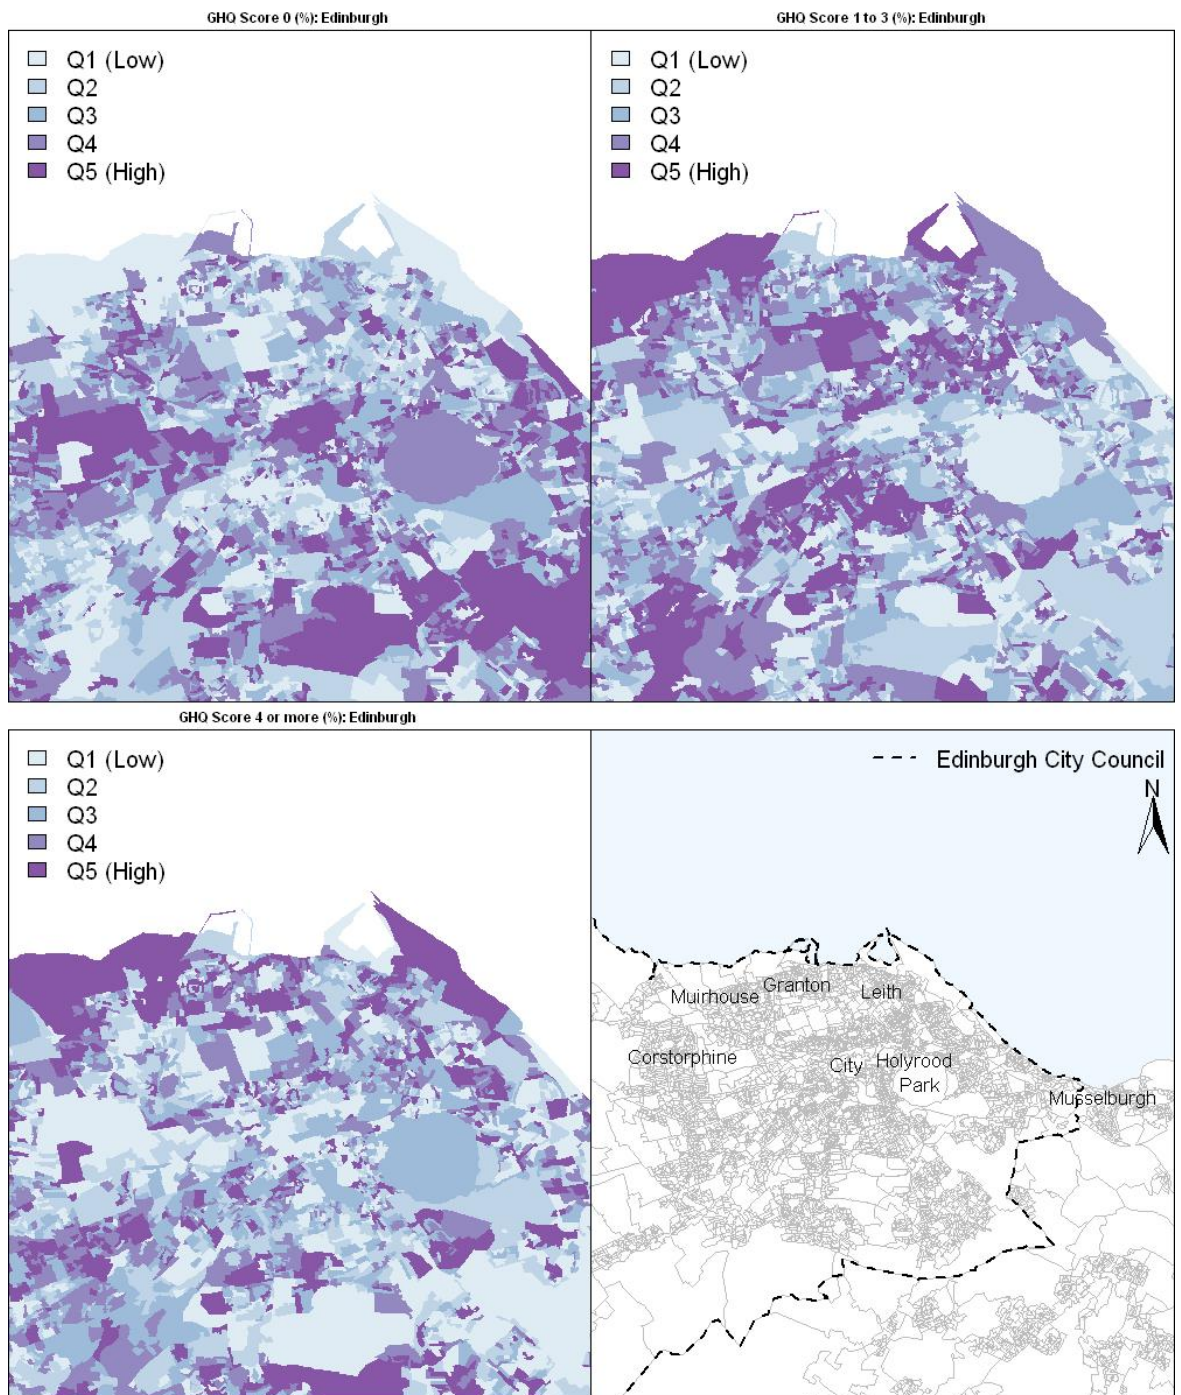 GHQ Score 0 (%): Edinburgh
Q1 (Low)
Q2
Q3
Q4
Q5 (High)
GHQ Score 1 to 3 (%): Edinburgh
Q1 (Low)
Q2
Q3
Q4
Q5 (High)
GHQ Score 4 or more (%): Edinburgh
Q1 (Low)
Q2
Q3
Q4
Q5 (High)
Edinburgh City Council
N
Muirhouse
Granton
Leith
Corstorphine
City
Holyrood
Park
Musselburgh